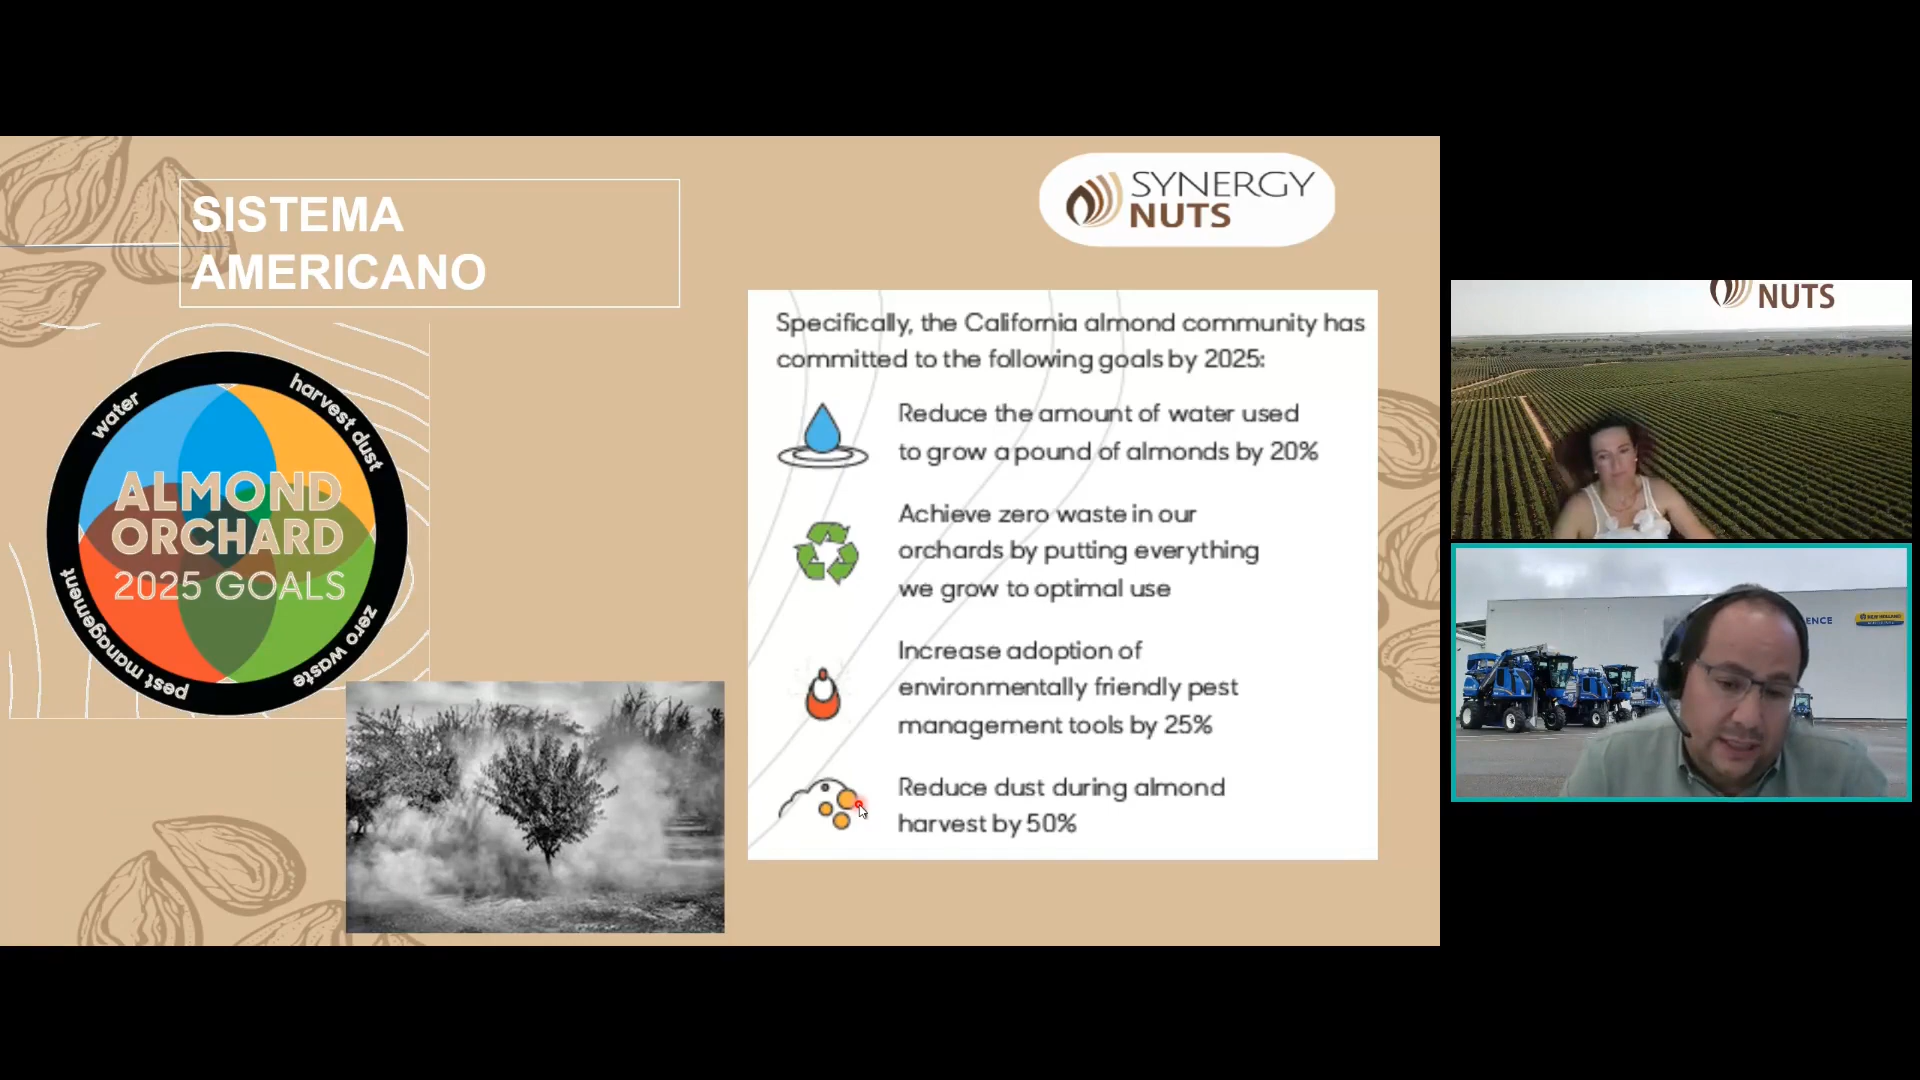 SISTEMA
AMERICANO
SYNERGY
NUTS
water
harvest dust
ALMOND
ORCHARD
2025 GOALS
pest management
zero waste
Specifically, the California almond community has
committed to the following goals by 2025:
Reduce the amount of water used
to grow a pound of almonds by 20%
Achieve zero waste in our
orchards by putting everything
we grow to optimal use
Increase adoption of
environmentally friendly pest
management tools by 25%
Reduce dust during almond
harvest by 50%
NUTS
ENCE
NEW HOLLAND